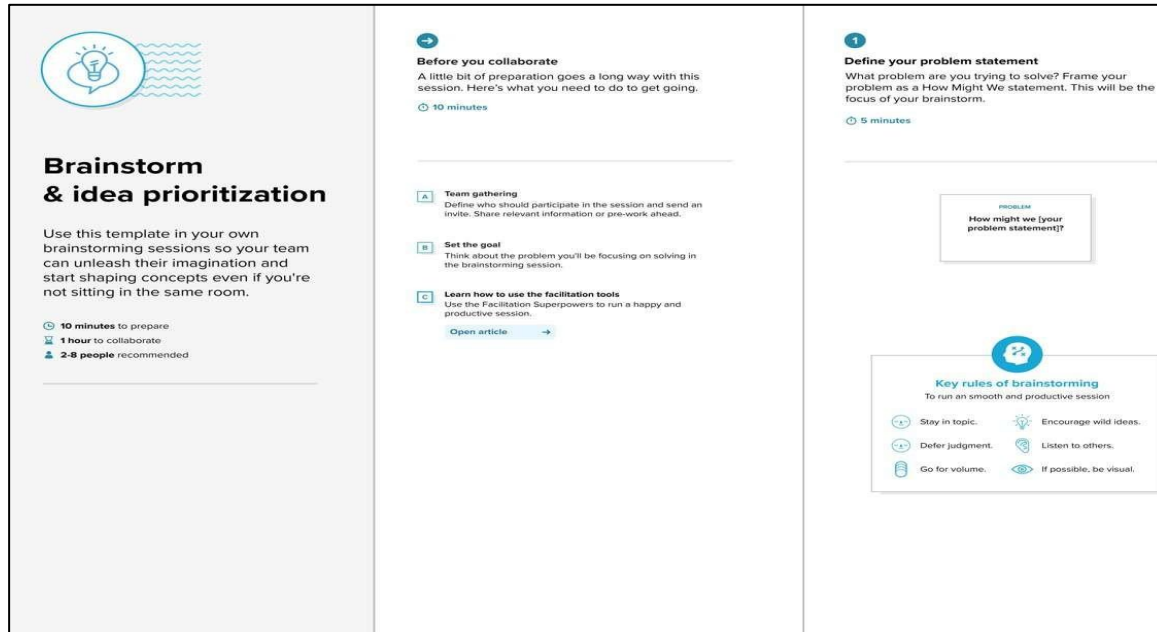 Brainstorm
& idea prioritization
Use this template in your own
brainstorming sessions so your team
can unleash their imagination and
start shaping concepts even if you're
not sitting in the same room.
10 minutes to prepare
1 hour to collaborate
2-8 people recommended
Before you collaborate
A little bit of preparation goes a long way with this
session. Here's what you need to do to get going.
10 minutes
A
Team gathering
Define who should participate in the session and send an
invite. Share relevant information or pre-work ahead.
B
Set the goal
Think about the problem you'll be focusing on solving in
the brainstorming session.
C
Learn how to use the facilitation tools
Use the Facilitation Superpowers to run a happy and
productive session.
Open article
1
Define your problem statement
What problem are you trying to solve? Frame your
problem as a How Might We statement. This will be the
focus of your brainstorm.
5 minutes
PROBLEM
How might we [your
problem statement]?
Key rules of brainstorming
To run an smooth and productive session
Stay in topic.
Encourage wild ideas.
Defer judgment.
Listen to others.
Go for volume.
If possible, be visual.